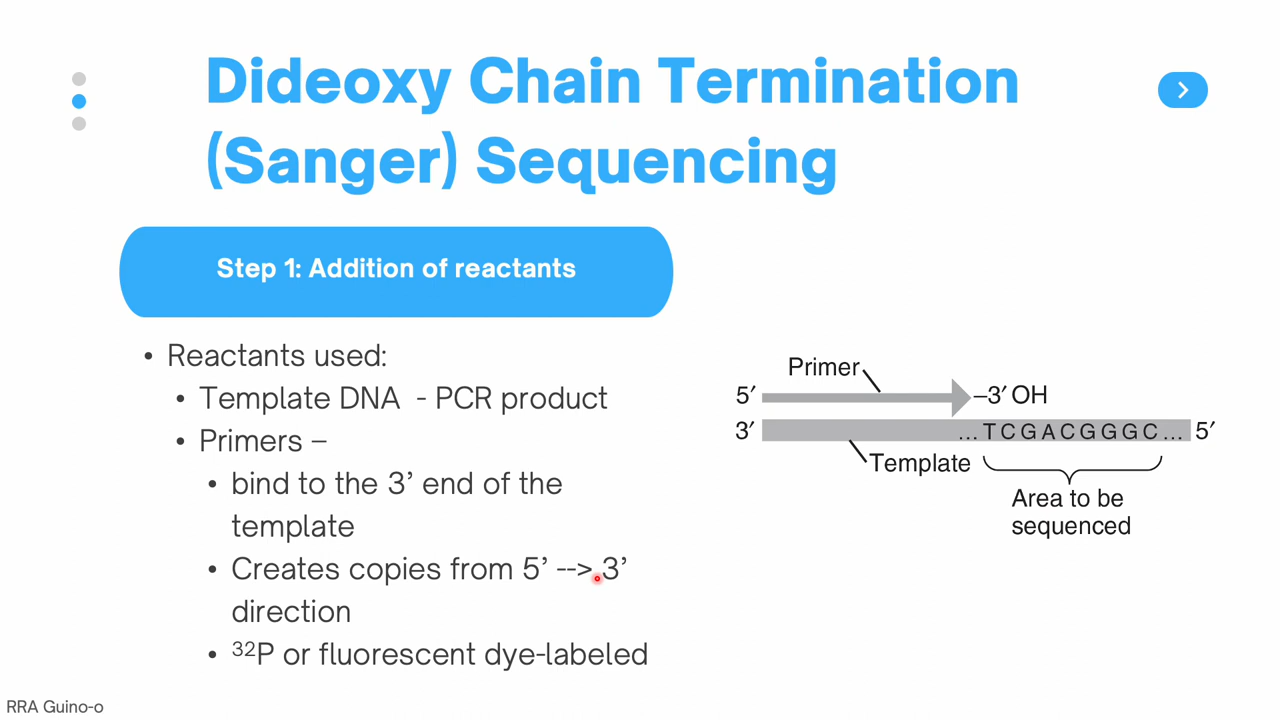 Dideoxy Chain Termination
(Sanger) Sequencing
Step 1: Addition of reactants
• Reactants used:
• Template DNA - PCR product
• Primers –
• bind to the 3’ end of the
template
• Creates copies from 5’ --> 3’
direction
• ³²P or fluorescent dye-labeled
Primer
5′ –3′ OH
3′ ...TCGACGGGC... 5′
Template
Area to be
sequenced
RRA Guino-o